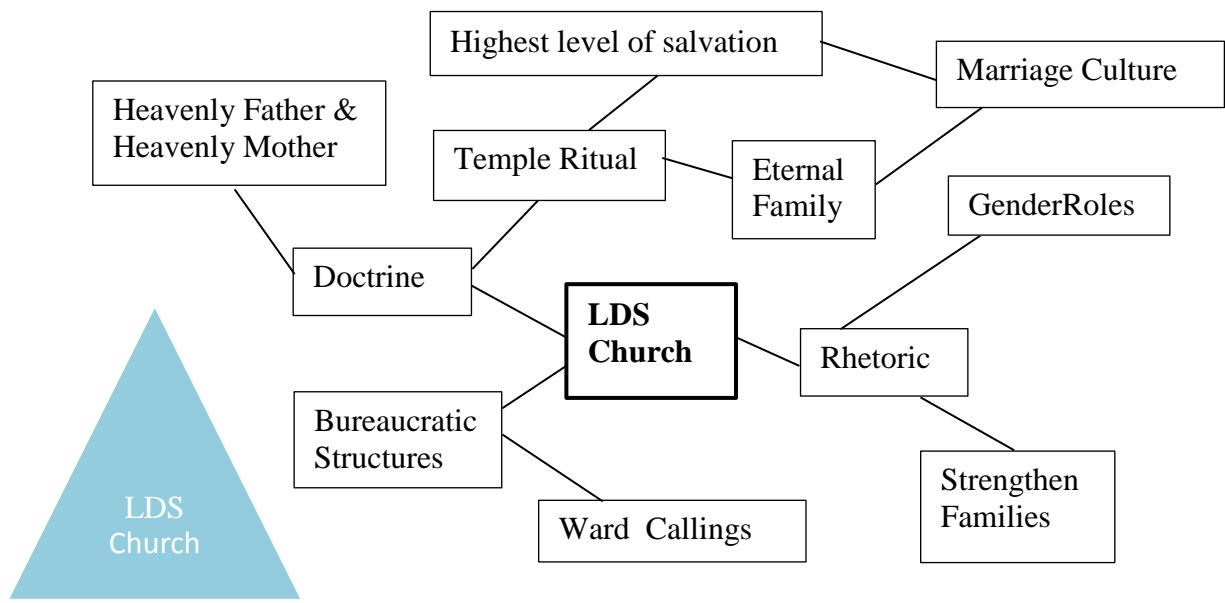 Highest level of salvation
Marriage Culture
Heavenly Father &
Heavenly Mother
Temple Ritual
Eternal
Family
GenderRoles
Doctrine
LDS
Church
Rhetoric
Bureaucratic
Structures
Strengthen
Families
Ward Callings
LDS
Church